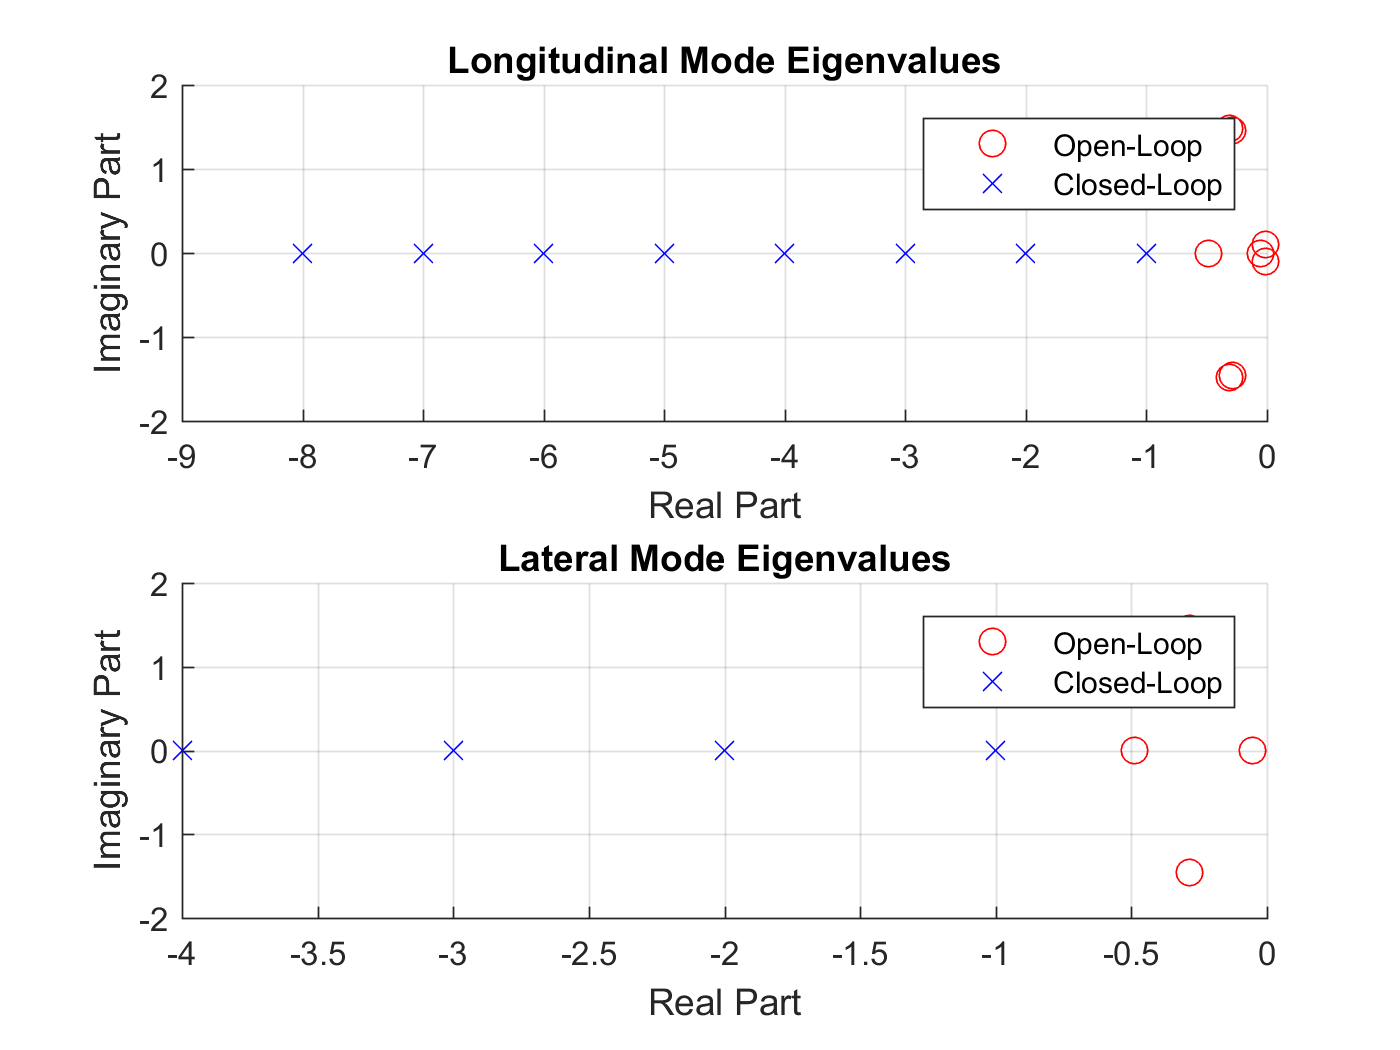 Longitudinal Mode Eigenvalues
2
1
0
-1
-2
Imaginary Part
Open-Loop
Closed-Loop
-9 -8 -7 -6 -5 -4 -3 -2 -1 0
Real Part
Lateral Mode Eigenvalues
2
1
0
-1
-2
Imaginary Part
Open-Loop
Closed-Loop
-4 -3.5 -3 -2.5 -2 -1.5 -1 -0.5 0
Real Part